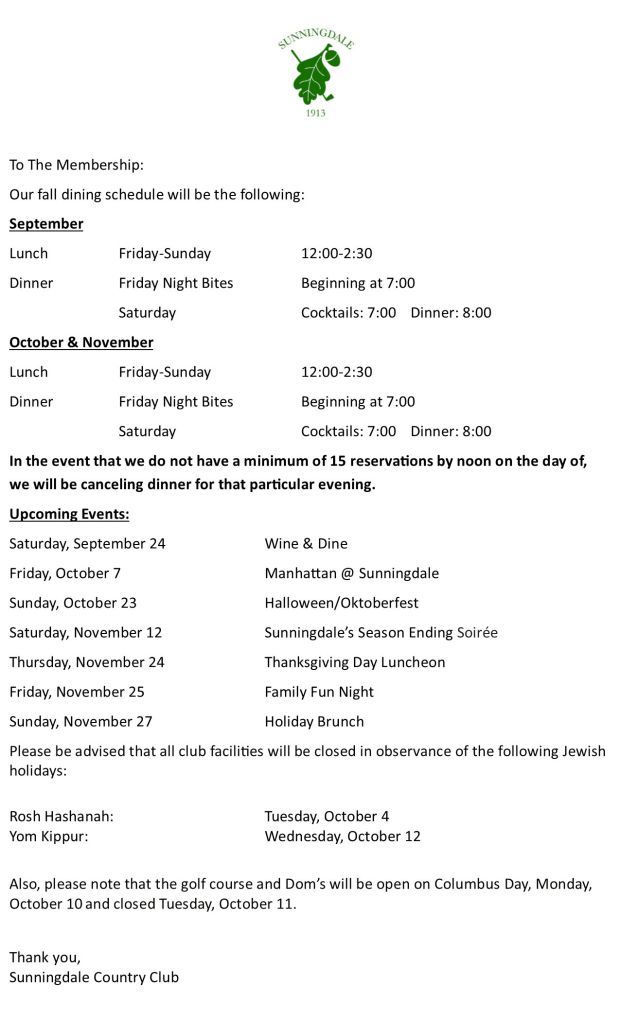 SUNNINGDALE
1913
To The Membership:
Our fall dining schedule will be the following:
September
Lunch Friday-Sunday 12:00-2:30
Dinner Friday Night Bites Beginning at 7:00
Saturday Cocktails: 7:00 Dinner: 8:00
October & November
Lunch Friday-Sunday 12:00-2:30
Dinner Friday Night Bites Beginning at 7:00
Saturday Cocktails: 7:00 Dinner: 8:00
In the event that we do not have a minimum of 15 reservations by noon on the day of,
we will be canceling dinner for that particular evening.
Upcoming Events:
Saturday, September 24 Wine & Dine
Friday, October 7 Manhattan @ Sunningdale
Sunday, October 23 Halloween/Oktoberfest
Saturday, November 12 Sunningdale's Season Ending Soirée
Thursday, November 24 Thanksgiving Day Luncheon
Friday, November 25 Family Fun Night
Sunday, November 27 Holiday Brunch
Please be advised that all club facilities will be closed in observance of the following Jewish
holidays:
Rosh Hashanah: Tuesday, October 4
Yom Kippur: Wednesday, October 12
Also, please note that the golf course and Dom's will be open on Columbus Day, Monday,
October 10 and closed Tuesday, October 11.
Thank you,
Sunningdale Country Club